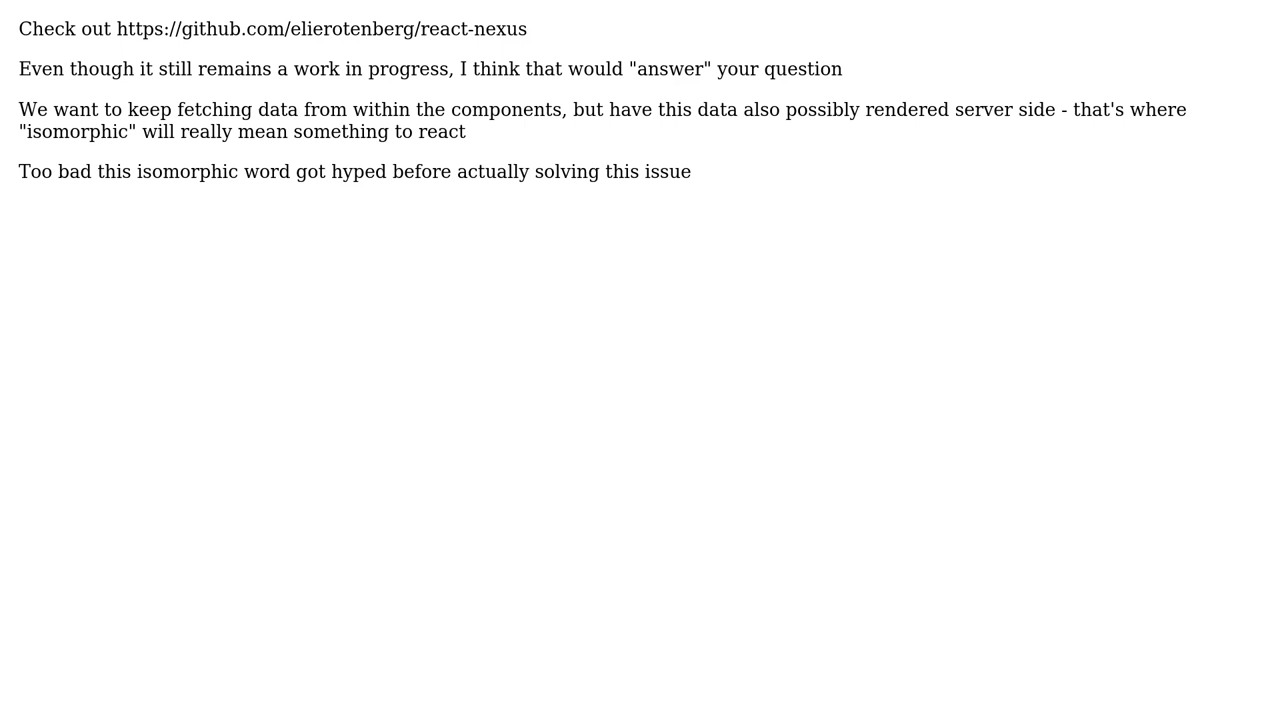 Check out https://github.com/elierotenberg/react-nexus
Even though it still remains a work in progress, I think that would "answer" your question
We want to keep fetching data from within the components, but have this data also possibly rendered server side - that's where
"isomorphic" will really mean something to react
Too bad this isomorphic word got hyped before actually solving this issue